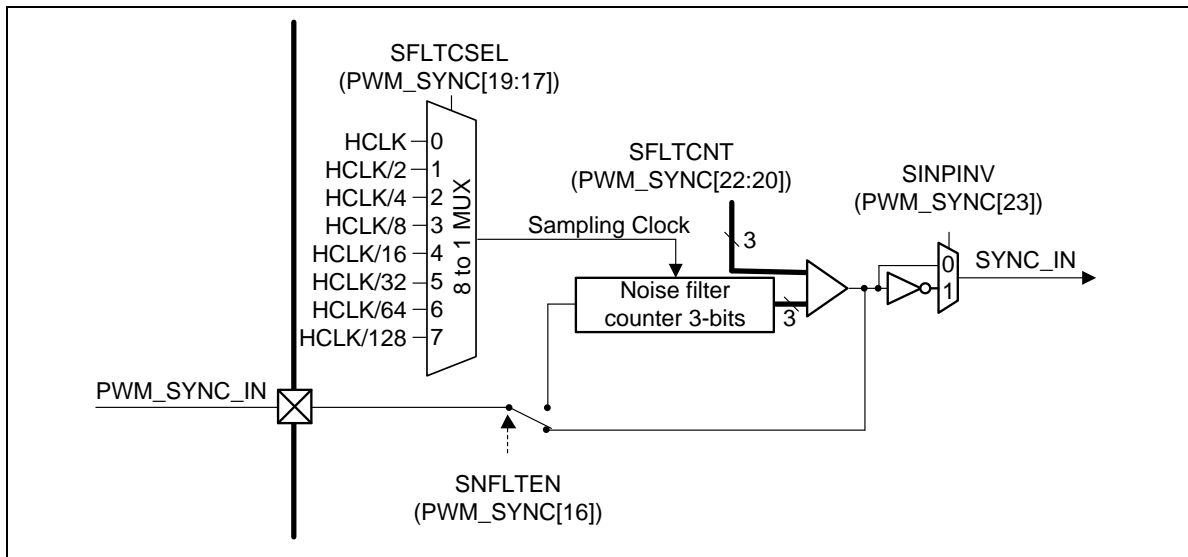 SFLTCSEL
(PWM_SYNC[19:17])
HCLK 0
HCLK/2 1
HCLK/4 2
HCLK/8 3
HCLK/16 4
HCLK/32 5
HCLK/64 6
HCLK/128 7
8 to 1 MUX
Sampling Clock
SFLTCNT
(PWM_SYNC[22:20])
3
Noise filter
counter 3-bits
3
SINPINV
(PWM_SYNC[23])
0
1
SYNC_IN
PWM_SYNC_IN
SNFLTEN
(PWM_SYNC[16])